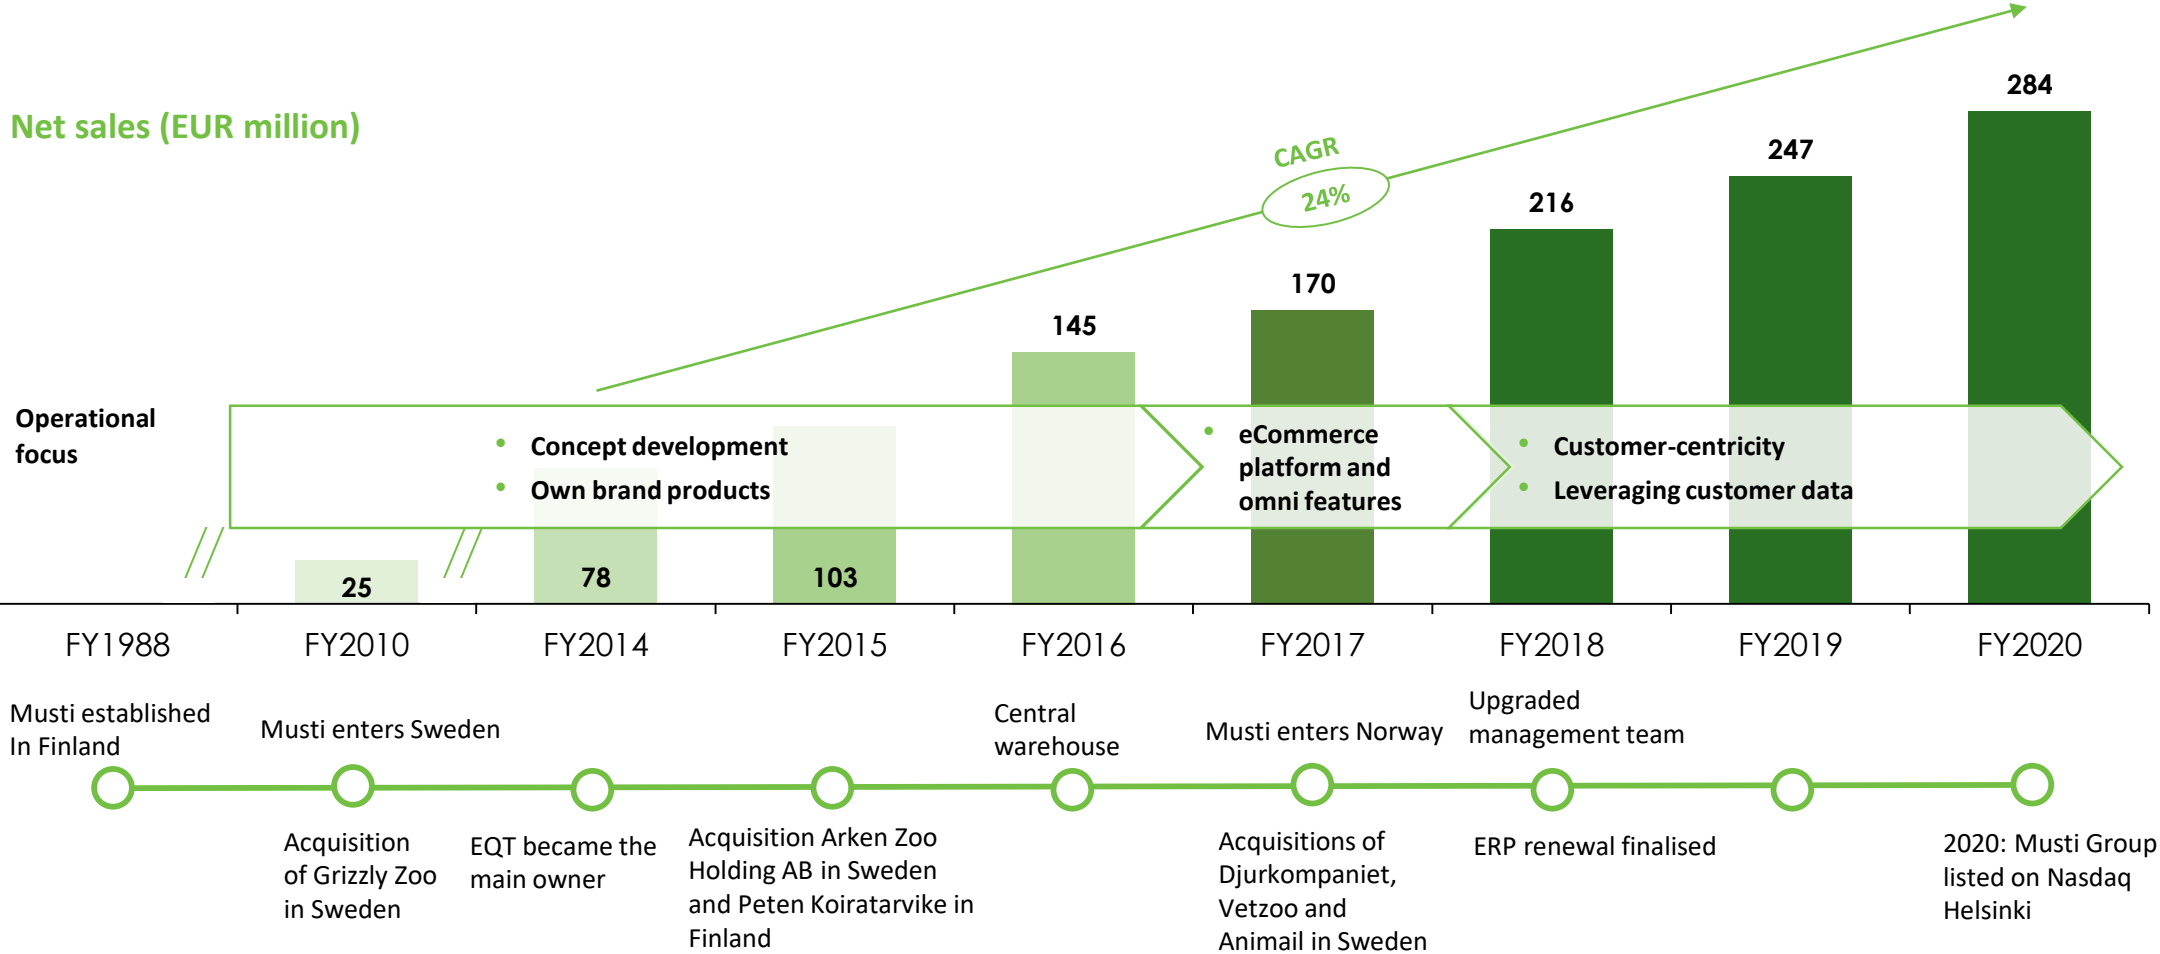 Net sales (EUR million)
CAGR
24%
284
247
216
170
145
103
78
25
Operational
focus
• Concept development
• Own brand products
• eCommerce
platform and
omni features
• Customer-centricity
• Leveraging customer data
FY1988
FY2010
FY2014
FY2015
FY2016
FY2017
FY2018
FY2019
FY2020
Musti established
In Finland
Musti enters Sweden
Central
warehouse
Musti enters Norway
Upgraded
management team
Acquisition
of Grizzly Zoo
in Sweden
EQT became the
main owner
Acquisition Arken Zoo
Holding AB in Sweden
and Peten Koiratarvike in
Finland
Acquisitions of
Djurkompaniet,
Vetzoo and
Animail in Sweden
ERP renewal finalised
2020: Musti Group
listed on Nasdaq
Helsinki